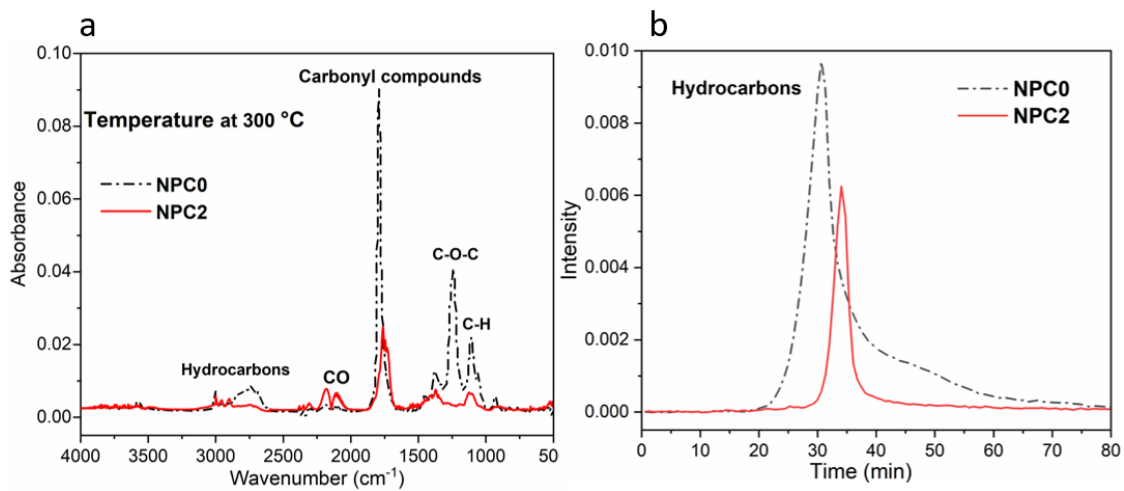 a
0.10
0.08
0.06
0.04
0.02
0.00
Absorbance
Carbonyl compounds
Temperature at 300 °C
NPC0
NPC2
C-O-C
C-H
Hydrocarbons
CO
4000 3500 3000 2500 2000 1500 1000 50
Wavenumber (cm⁻¹)
b
0.010
0.008
0.006
0.004
0.002
0.000
Intensity
Hydrocarbons
NPC0
NPC2
0 10 20 30 40 50 60 70 80
Time (min)